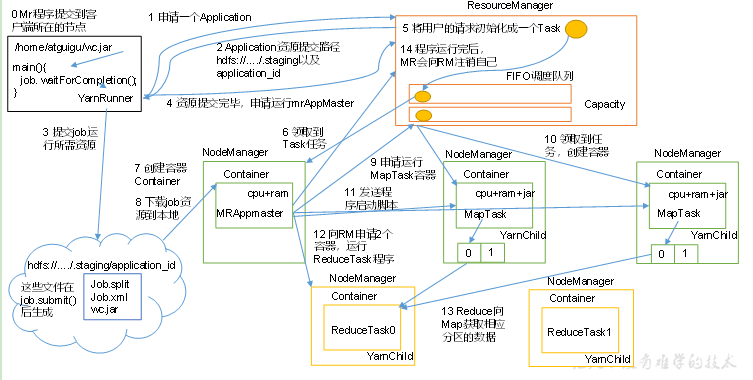 0 Mr程序提交到客
户端所在的节点
/home/atguigu/wc.jar
main(){
job. waitForCompletion();
}
YarnRunner
1 申请一个Application
2 Application资源提交路径
hdfs://…./.staging以及
application_id
4 资源提交完毕，申请运行mrAppMaster
3 提交job运
行所需资源
ResourceManager
5 将用户的请求初始化成一个Task
14 程序运行完后，
MR会向RM注销自己
FIFO调度队列
Capacity
6 领取到
Task任务
7 创建容器
Container
8 下载job资
源到本地
NodeManager
Container
cpu+ram
MRAppmaster
9 申请运行
MapTask容器
11 发送程
序启动脚本
10 领取到任
务，创建容器
NodeManager
Container
cpu+ram+jar
MapTask
YarnChild
0 1
NodeManager
Container
cpu+ram+jar
MapTask
YarnChild
0 1
12 向RM申请2个
容器，运行
ReduceTask程序
hdfs://…./.staging/application_id
这些文件在
job.submit()
后生成
Job.split
Job.xml
wc.jar
NodeManager
Container
ReduceTask0
YarnChild
13 Reduce向
Map获取相应
分区的数据
NodeManager
Container
ReduceTask1
YarnChild
难学的技术